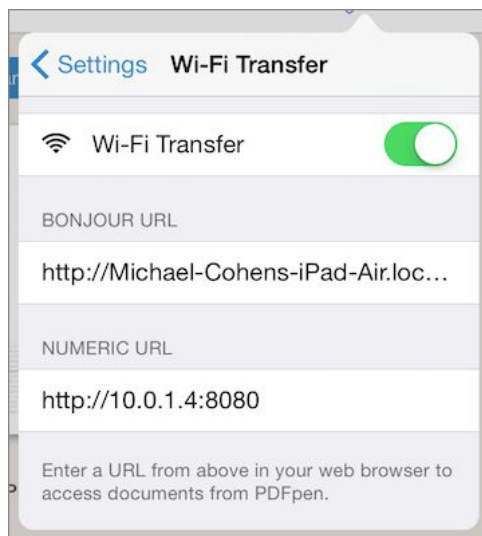 Settings Wi-Fi Transfer
Wi-Fi Transfer
BONJOUR URL
http://Michael-Cohens-iPad-Air.loc...
NUMERIC URL
http://10.0.1.4:8080
Enter a URL from above in your web browser to
access documents from PDFpen.